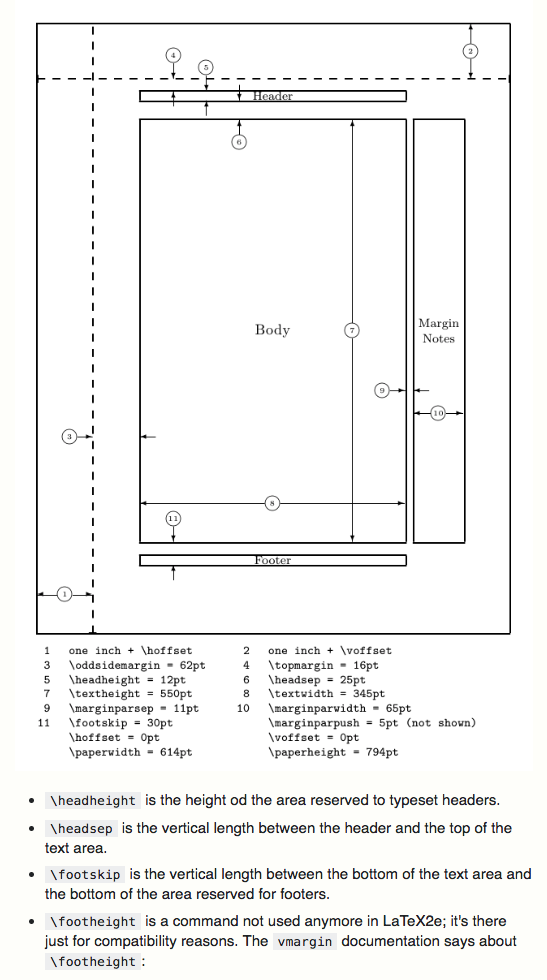 4
2
5
Header
6
Body
7
Margin
Notes
9
10
3
8
11
Footer
1
1 one inch + \hoffset 2 one inch + \voffset
3 \oddsidemargin = 62pt 4 \topmargin = 16pt
5 \headheight = 12pt 6 \headsep = 25pt
7 \textheight = 550pt 8 \textwidth = 345pt
9 \marginparsep = 11pt 10 \marginparwidth = 65pt
11 \footskip = 30pt \marginparpush = 5pt (not shown)
\hoffset = 0pt \voffset = 0pt
\paperwidth = 614pt \paperheight = 794pt
• \headheight is the height od the area reserved to typeset headers.
• \headsep is the vertical length between the header and the top of the
text area.
• \footskip is the vertical length between the bottom of the text area and
the bottom of the area reserved for footers.
• \footheight is a command not used anymore in LaTeX2e; it's there
just for compatibility reasons. The vmargin documentation says about
\footheight :